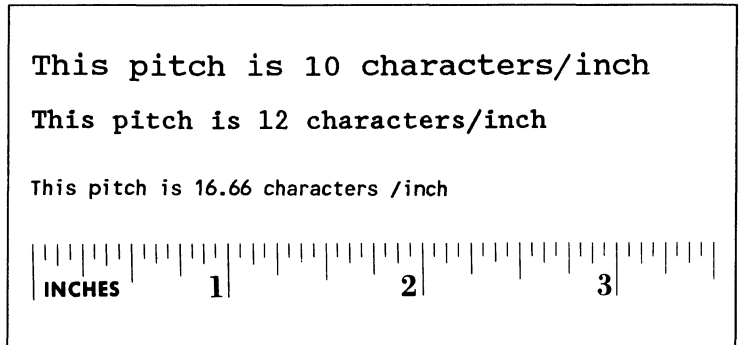 This pitch is 10 characters/inch
This pitch is 12 characters/inch
This pitch is 16.66 characters /inch
INCHES 1 2 3